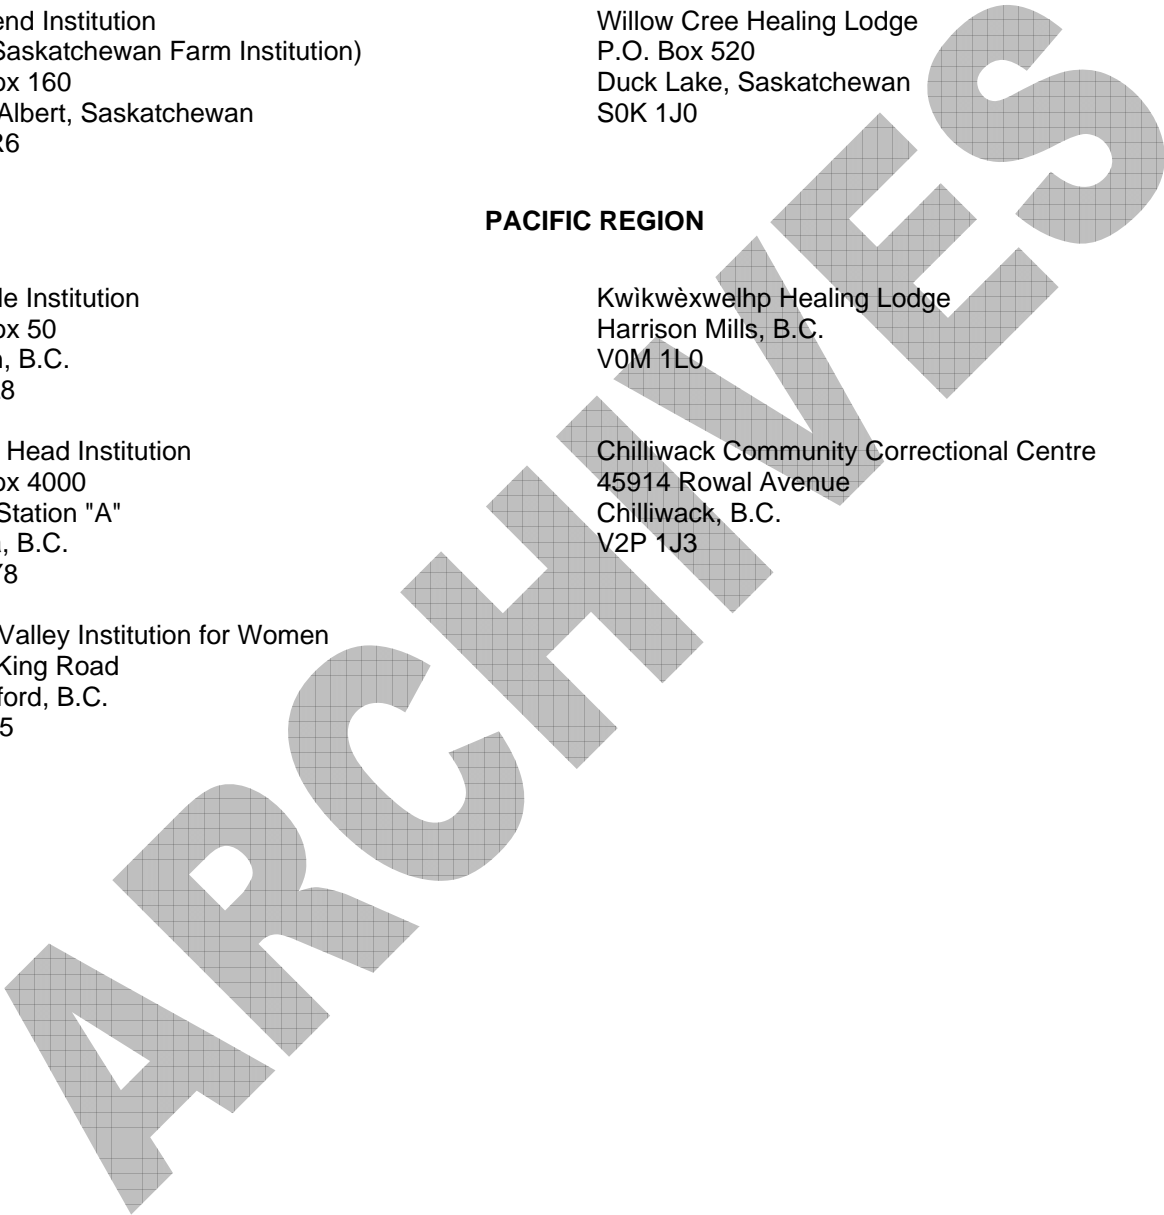 end Institution
Saskatchewan Farm Institution)
ox 160
Albert, Saskatchewan
R6
Willow Cree Healing Lodge
P.O. Box 520
Duck Lake, Saskatchewan
S0K 1J0
PACIFIC REGION
le Institution
ox 50
, B.C.
8
Head Institution
ox 4000
Station "A"
, B.C.
Y8
Valley Institution for Women
King Road
ford, B.C.
5
Kwìkwèxwelhp Healing Lodge
Harrison Mills, B.C.
V0M 1L0
Chilliwack Community Correctional Centre
45914 Rowal Avenue
Chilliwack, B.C.
V2P 1J3
ARCHIVES